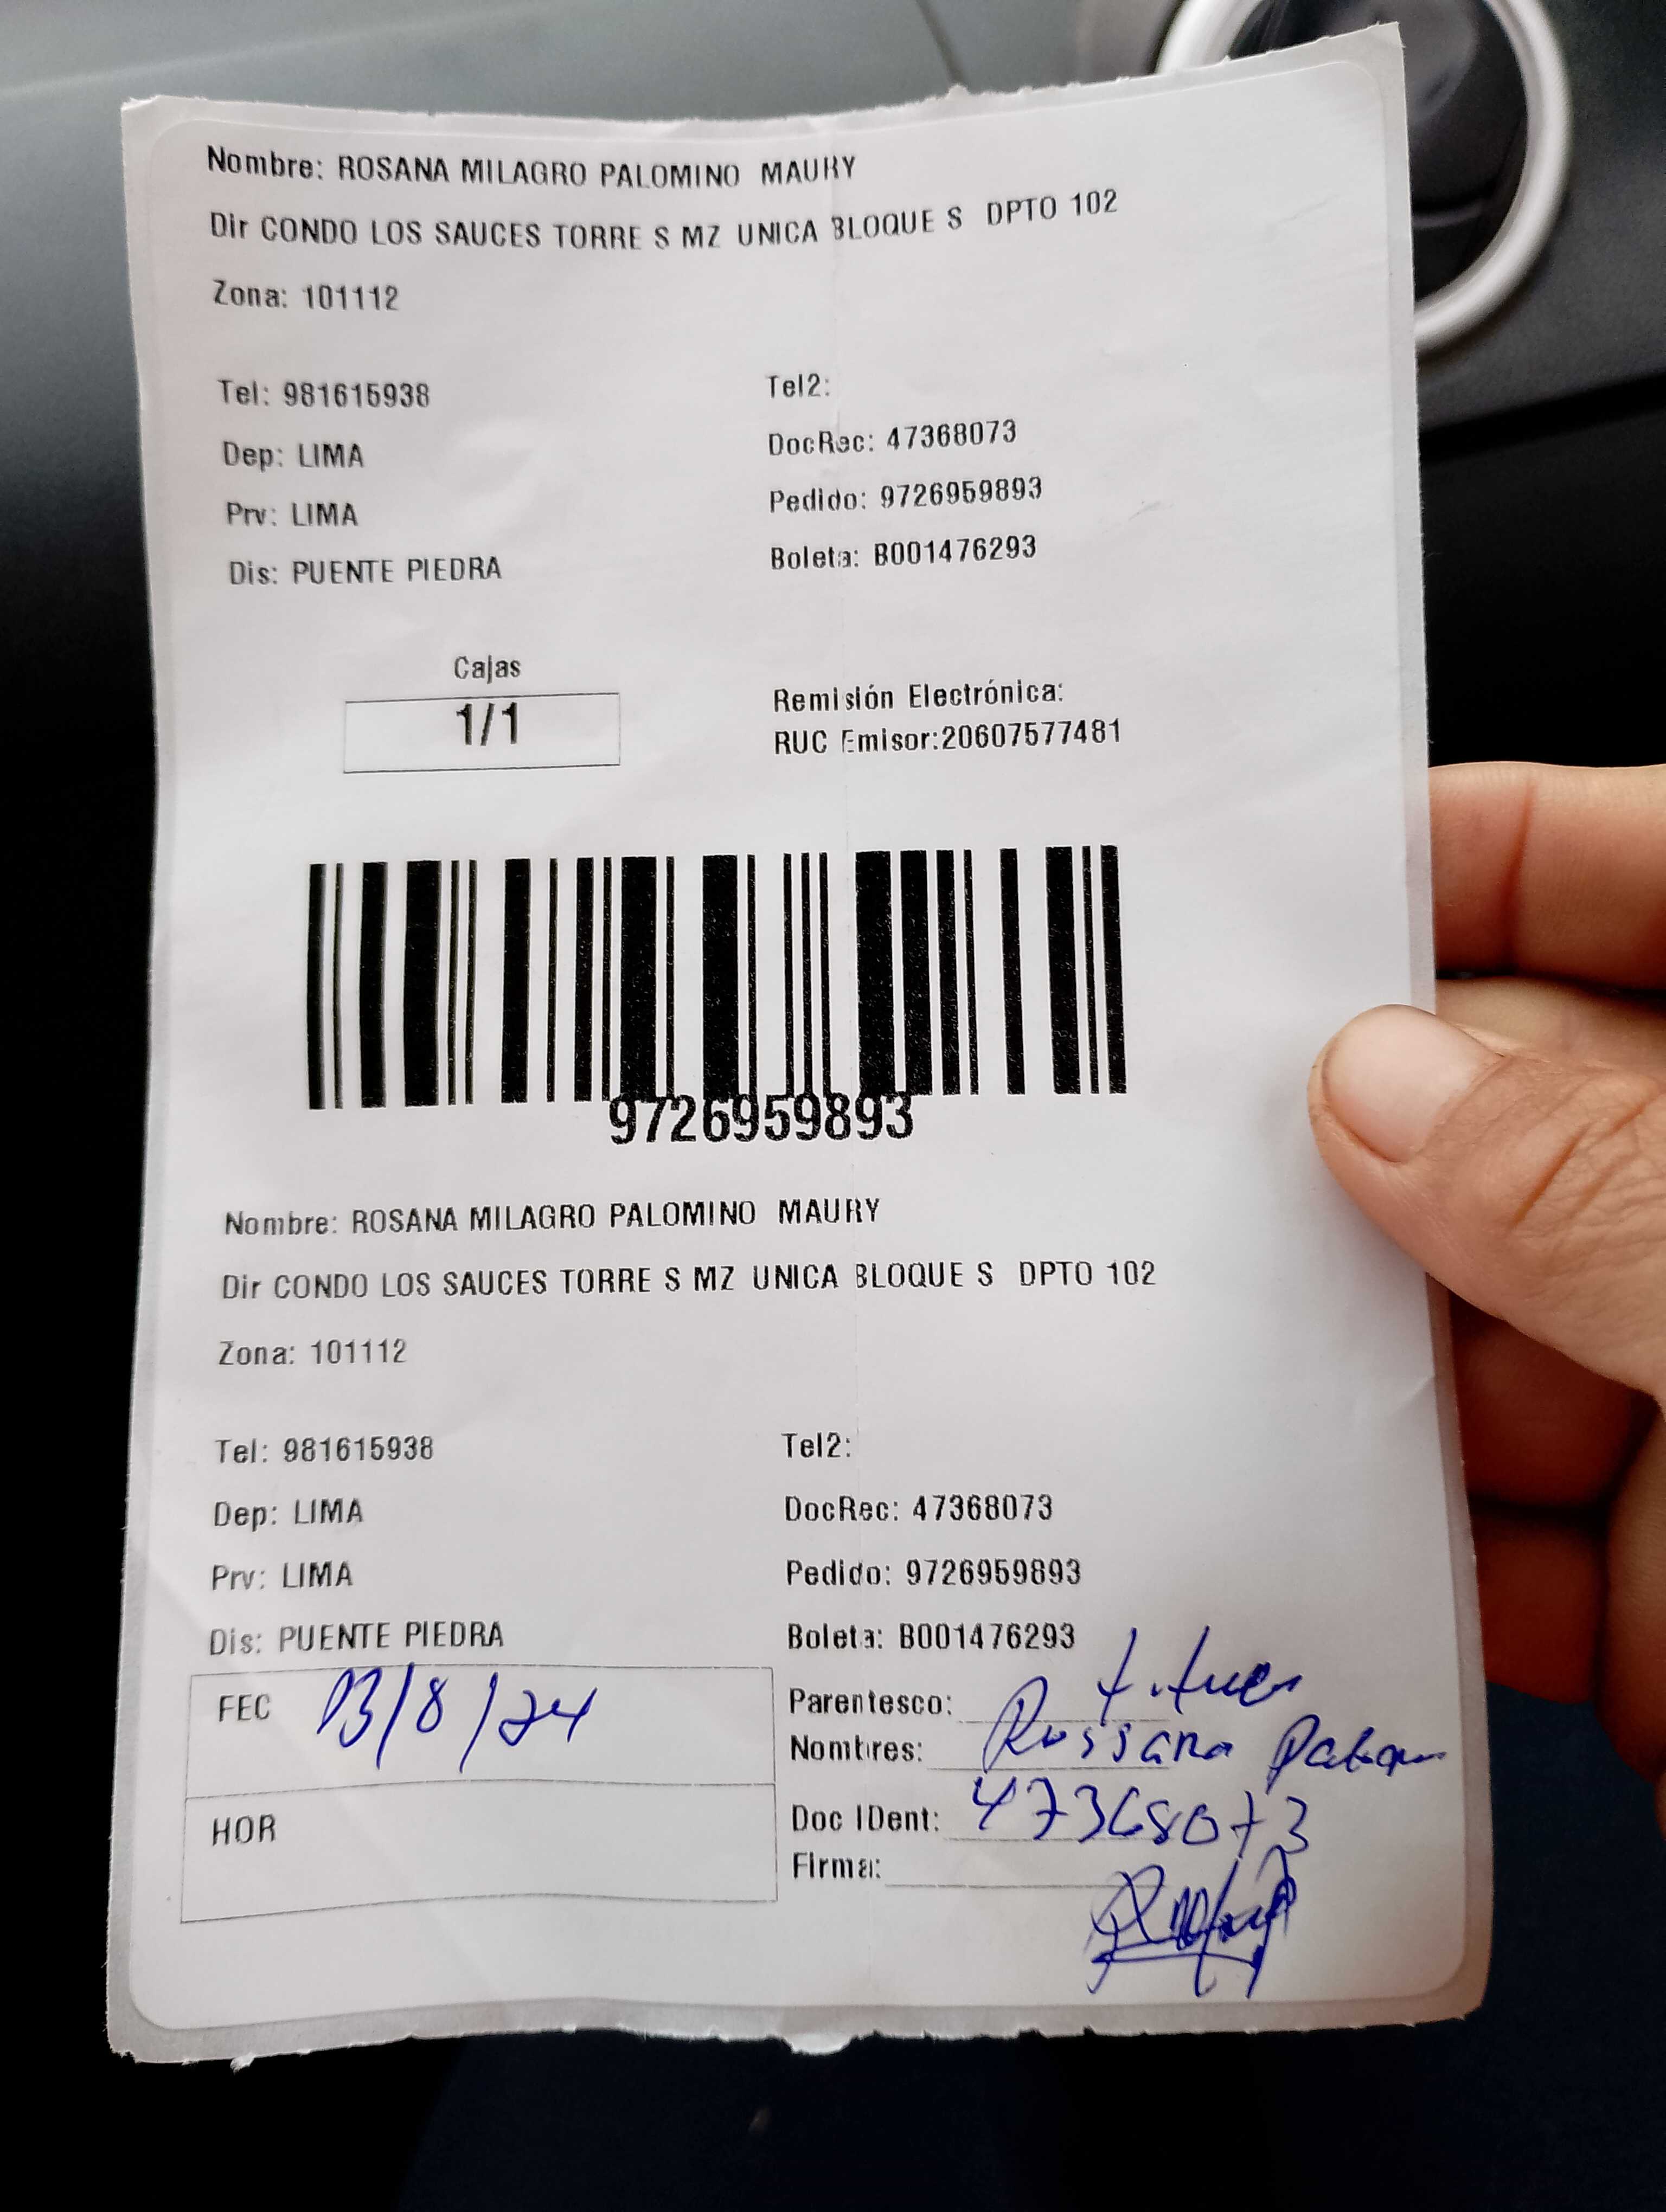 Nombre: ROSANA MILAGRO PALOMINO MAURY
Dir CONDO LOS SAUCES TORRE S MZ UNICA BLOQUE S DPTO 102
Zona: 101112
Tel: 981615938 Tel2:
Dep: LIMA DocRec: 47368073
Prv: LIMA Pedido: 9726959893
Dis: PUENTE PIEDRA Boleta: B001476293
Cajas
1/1
Remisión Electrónica:
RUC Emisor:20607577481
9726959893
Nombre: ROSANA MILAGRO PALOMINO MAURY
Dir CONDO LOS SAUCES TORRE S MZ UNICA BLOQUE S DPTO 102
Zona: 101112
Tel: 981615938 Tel2:
Dep: LIMA DocRec: 47368073
Prv: LIMA Pedido: 9726959893
Dis: PUENTE PIEDRA Boleta: B001476293
FEC 03/8/24
HOR
Parentesco:
Nombres: Rossana
Doc IDent: 47368073
Firma: